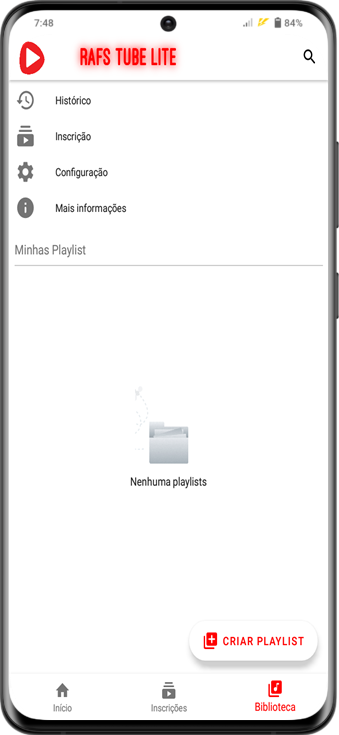 7:48
84%
RAFS TUBE LITE
Histórico
Inscrição
Configuração
Mais informações
Minhas Playlist
Nenhuma playlists
CRIAR PLAYLIST
Início
Inscrições
Biblioteca